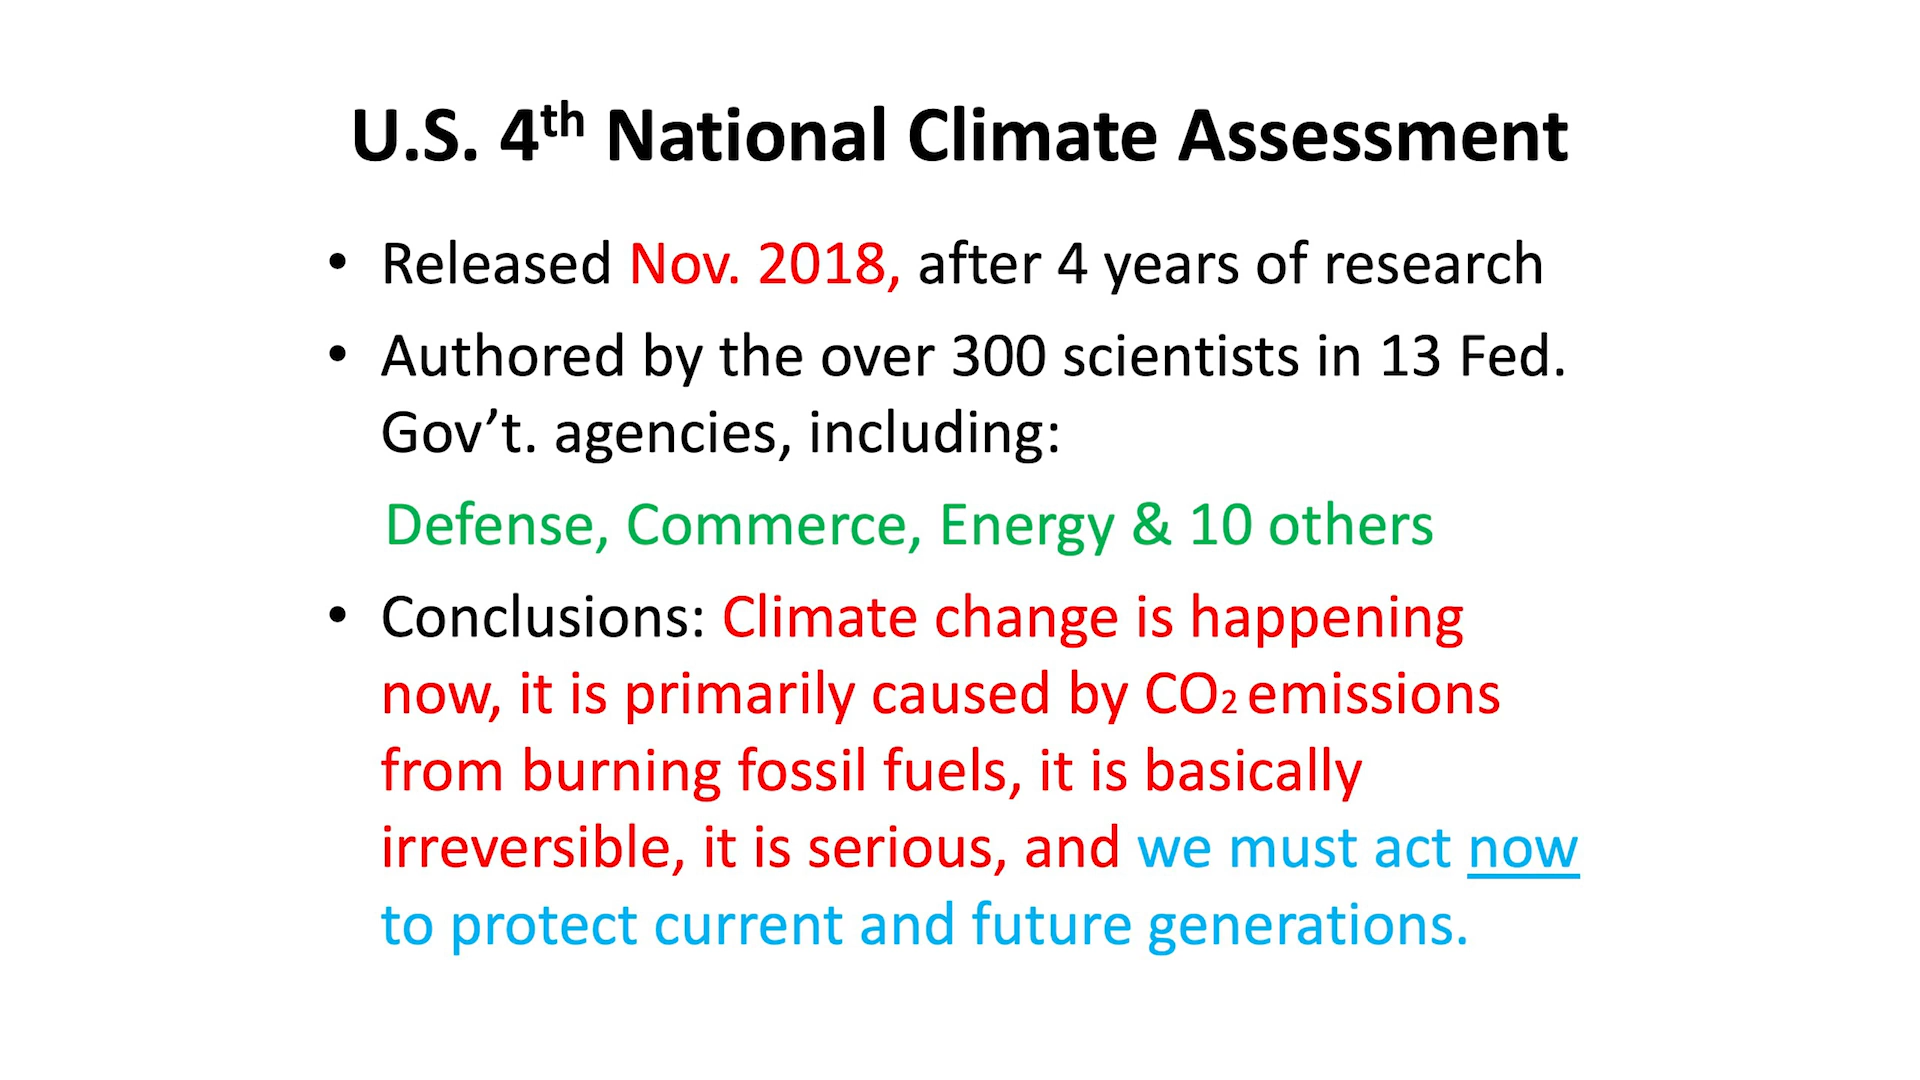 U.S. 4th National Climate Assessment
• Released Nov. 2018, after 4 years of research
• Authored by the over 300 scientists in 13 Fed.
Gov’t. agencies, including:
Defense, Commerce, Energy & 10 others
• Conclusions: Climate change is happening
now, it is primarily caused by CO2 emissions
from burning fossil fuels, it is basically
irreversible, it is serious, and we must act now
to protect current and future generations.